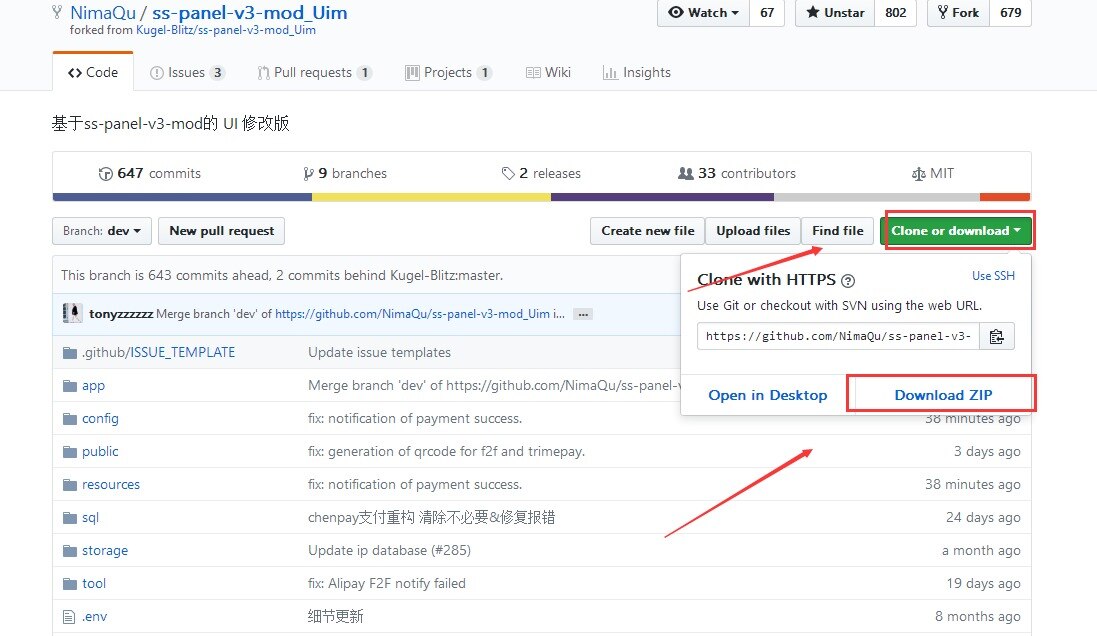 NimaQu / ss-panel-v3-mod_Uim
Watch 67 Unstar 802 Fork 679
forked from Kugel-Blitz/ss-panel-v3-mod_Uim
Code Issues 3 Pull requests 1 Projects 1 Wiki Insights
基于ss-panel-v3-mod的 UI 修改版
647 commits 9 branches 2 releases 33 contributors MIT
Branch: dev New pull request Create new file Upload files Find file Clone or download
This branch is 643 commits ahead, 2 commits behind Kugel-Blitz:master.
Clone with HTTPS ? Use SSH
Use Git or checkout with SVN using the web URL.
tonyzzzzzz Merge branch 'dev' of https://github.com/NimaQu/ss-panel-v3-mod_Uim i... ...
https://github.com/NimaQu/ss-panel-v3-
.github/ISSUE_TEMPLATE Update issue templates
app Merge branch 'dev' of https://github.com/NimaQu/ss-panel-v
Open in Desktop Download ZIP
config fix: notification of payment success. 38 minutes ago
public fix: generation of qrcode for f2f and trimepay. 3 days ago
resources fix: notification of payment success. 38 minutes ago
sql chenpay支付重构 清除不必要&修复报错 24 days ago
storage Update ip database (#285) a month ago
tool fix: Alipay F2F notify failed 19 days ago
.env 细节更新 8 months ago